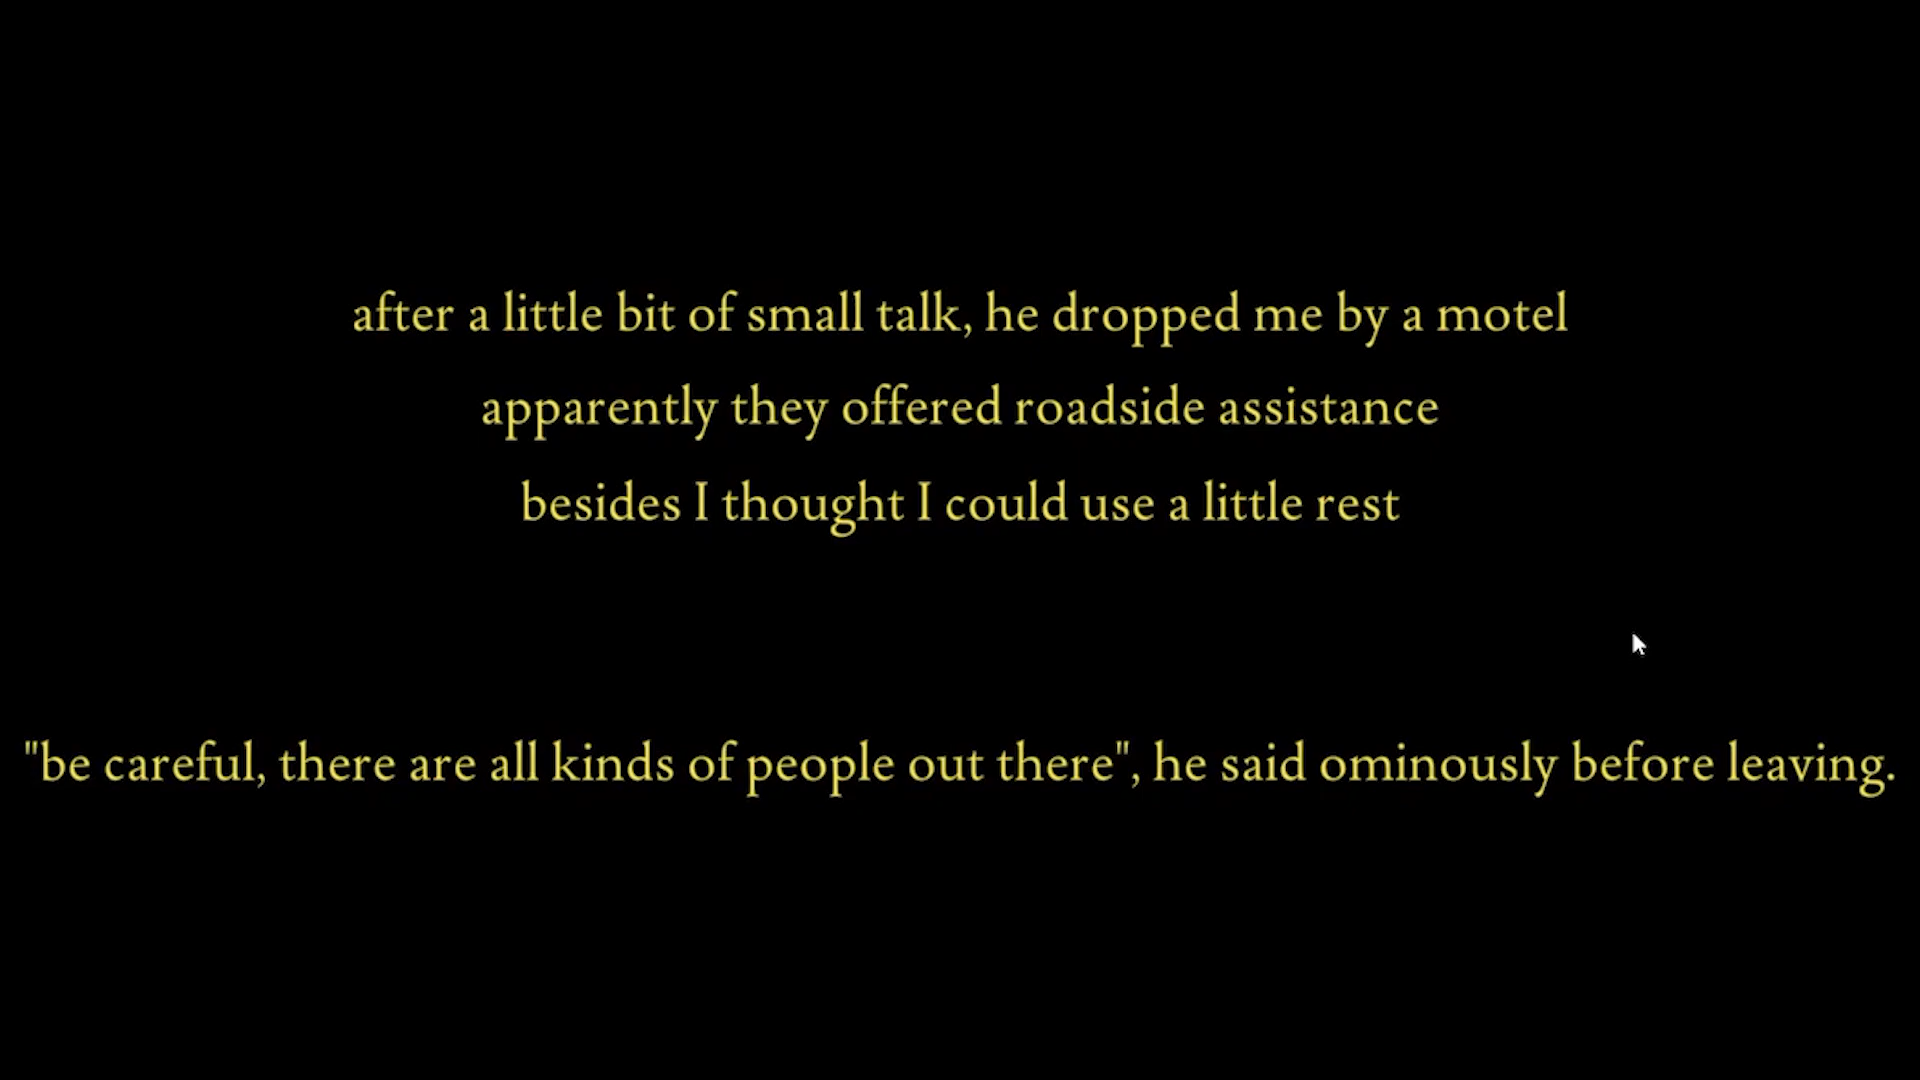 after a little bit of small talk, he dropped me by a motel
apparently they offered roadside assistance
besides I thought I could use a little rest
"be careful, there are all kinds of people out there", he said ominously before leaving.